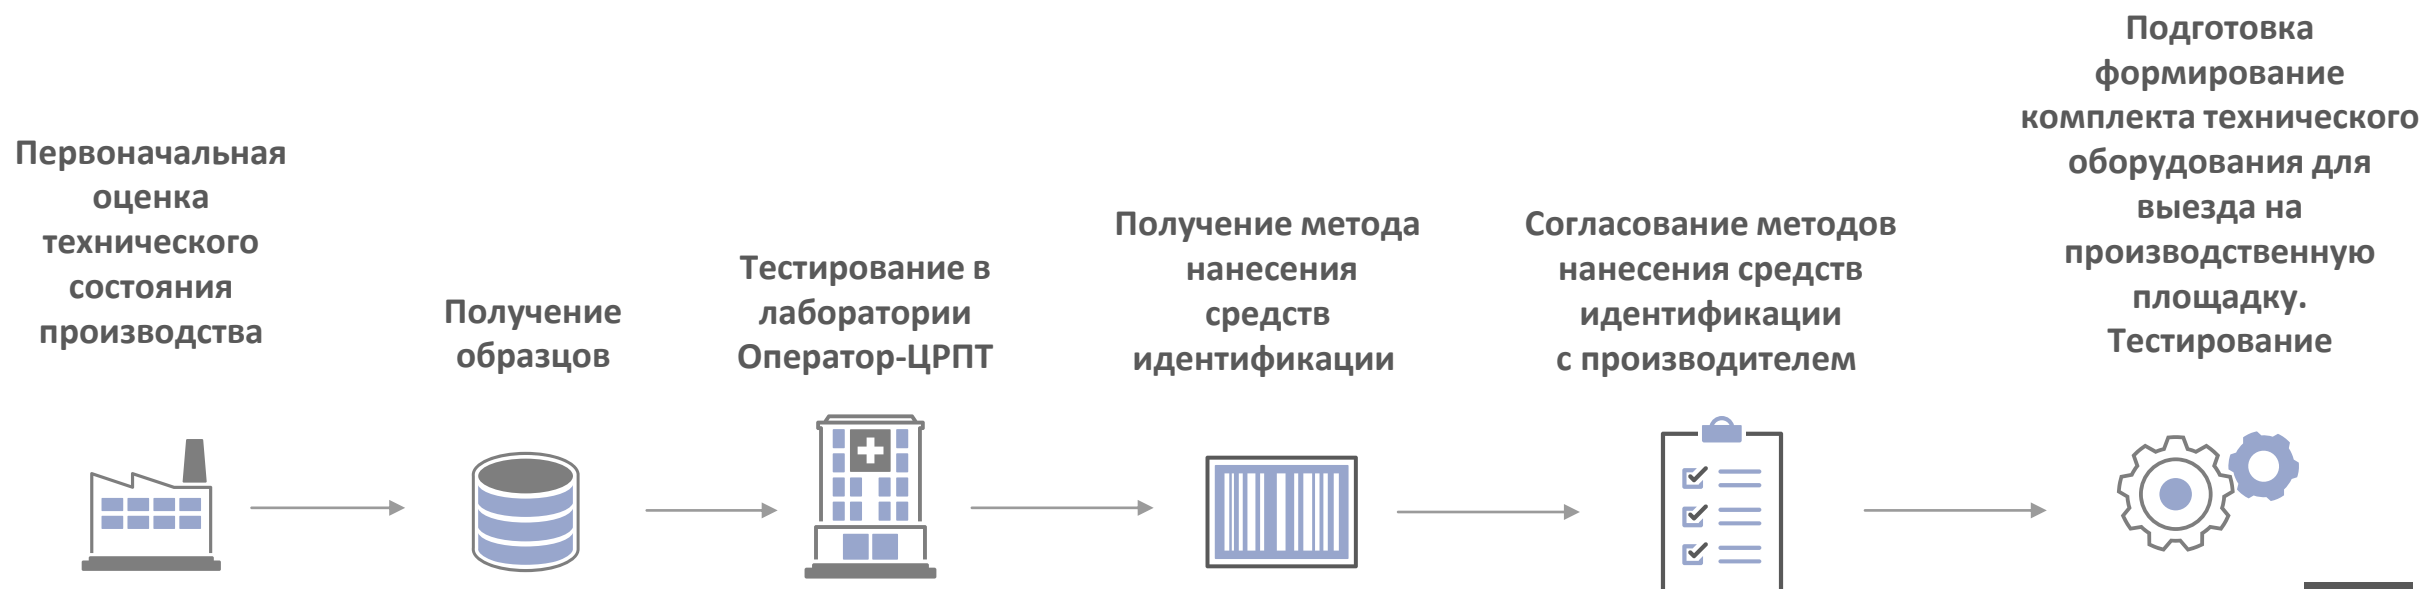 Первоначальная
оценка
технического
состояния
производства
Получение
образцов
Тестирование в
лаборатории
Оператор-ЦРПТ
Получение метода
нанесения
средств
идентификации
Согласование методов
нанесения средств
идентификации
с производителем
Подготовка
формирование
комплекта технического
оборудования для
выезда на
производственную
площадку.
Тестирование